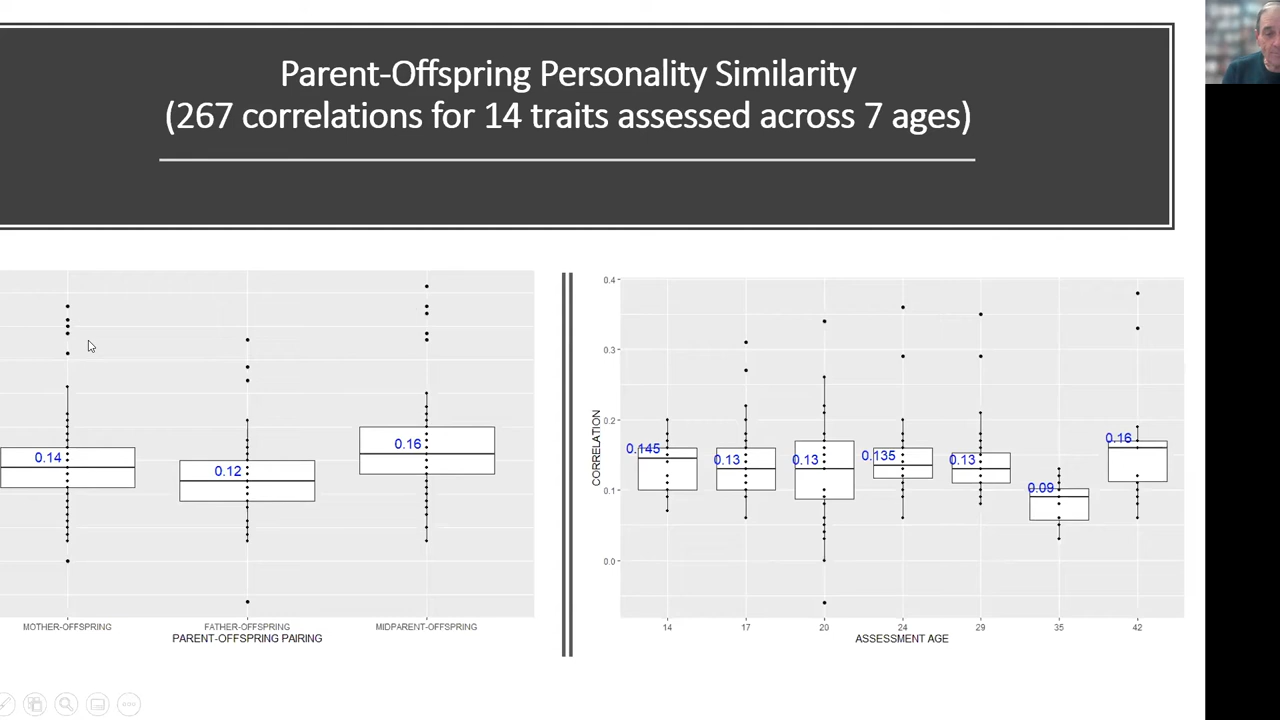 Parent-Offspring Personality Similarity
(267 correlations for 14 traits assessed across 7 ages)
0.14
0.12
0.16
MOTHER-OFFSPRING
FATHER-OFFSPRING
MIDPARENT-OFFSPRING
PARENT-OFFSPRING PAIRING
0.4
0.3
0.2
0.1
0.0
CORRELATION
0.145
0.13
0.13
0.135
0.13
0.09
0.16
14
17
20
24
29
35
42
ASSESSMENT AGE